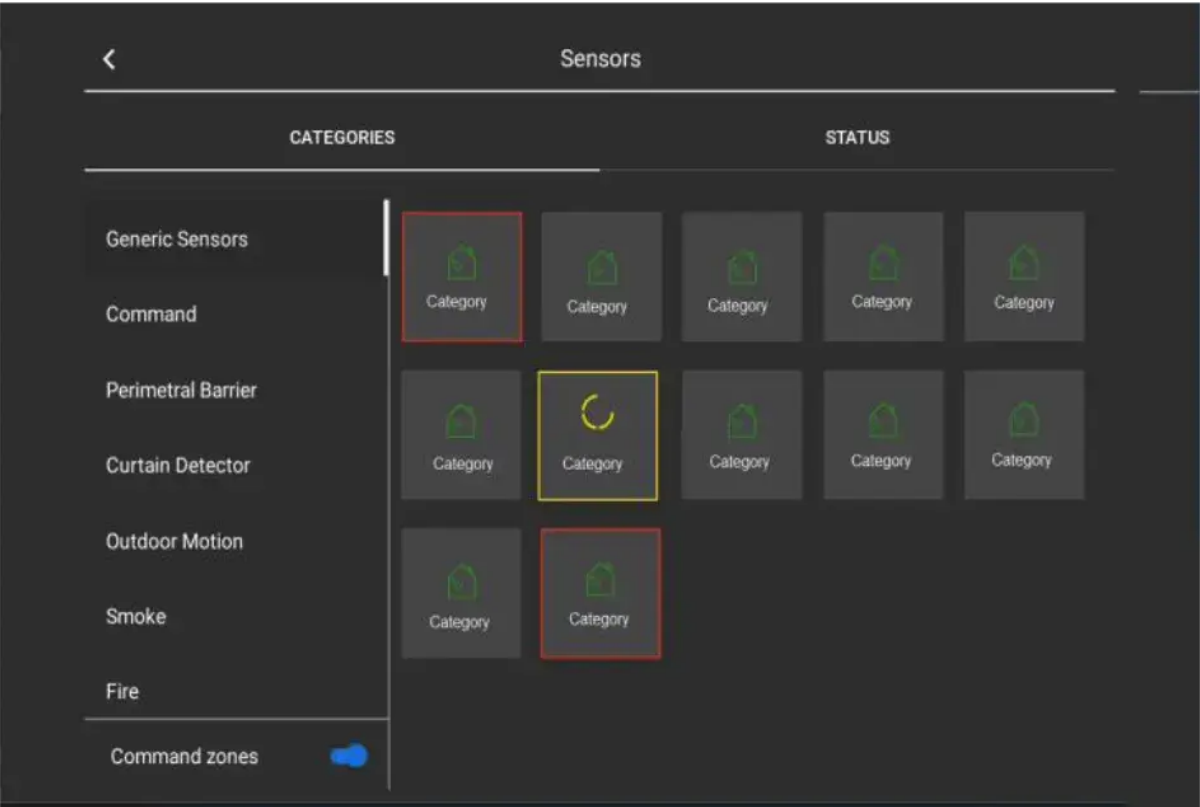 Sensors
CATEGORIES
STATUS
Generic Sensors
Command
Perimetral Barrier
Curtain Detector
Outdoor Motion
Smoke
Fire
Command zones
Category
Category
Category
Category
Category
Category
Category
Category
Category
Category
Category
Category